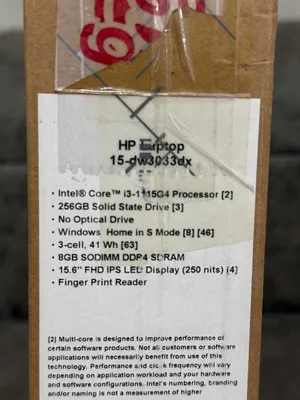 HP Laptop
15-dw3033dx
• Intel® Core™ i3-1115G4 Processor [2]
• 256GB Solid State Drive [3]
• No Optical Drive
• Windows Home in S Mode [8] [46]
• 3-cell, 41 Wh [63]
• 8GB SODIMM DDP4 SDRAM
• 15.6" FHD IPS LED Display (250 nits) (4)
• Finger Print Reader
[2] Multi-core is designed to improve performance of
certain software products. Not all customers or software
applications will necessarily benefit from use of this
technology. Performance and clock frequency will vary
depending on application workload and your hardware
and software configurations. Intel's numbering, branding
and/or naming is not a measurement of higher